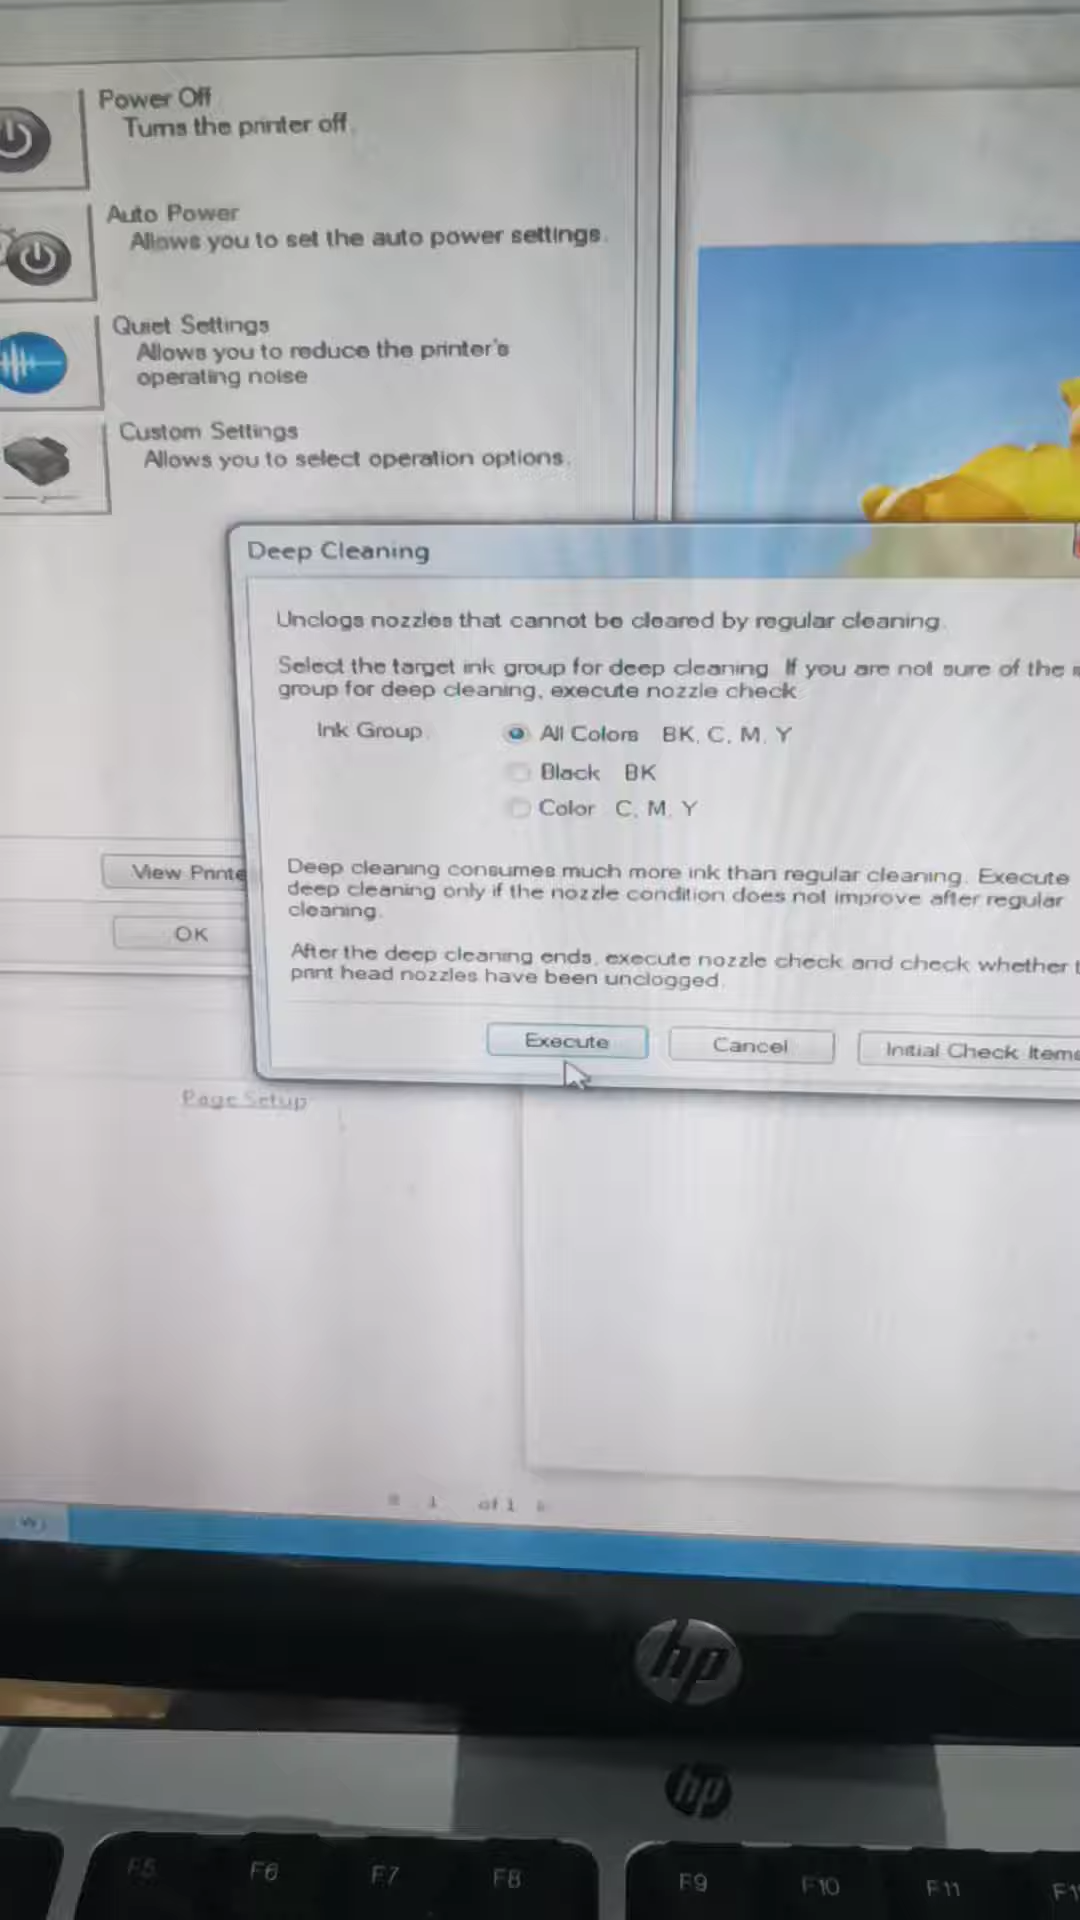 Power Off
Turns the printer off.
Auto Power
Allows you to set the auto power settings.
Quiet Settings
Allows you to reduce the printer's
operating noise
Custom Settings
Allows you to select operation options.
Deep Cleaning
Unclogs nozzles that cannot be cleared by regular cleaning.
Select the target ink group for deep cleaning. If you are not sure of the
group for deep cleaning, execute nozzle check.
Ink Group
All Colors BK, C, M, Y
Black BK
Color C, M, Y
Deep cleaning consumes much more ink than regular cleaning. Execute
deep cleaning only if the nozzle condition does not improve after regular
cleaning.
After the deep cleaning ends, execute nozzle check and check whether
print head nozzles have been unclogged.
Execute
Cancel
Initial Check Items
View Printe
OK
Page Setup
1 of 1
hp
hp
F5
F6
F7
F8
F9
F10
F11